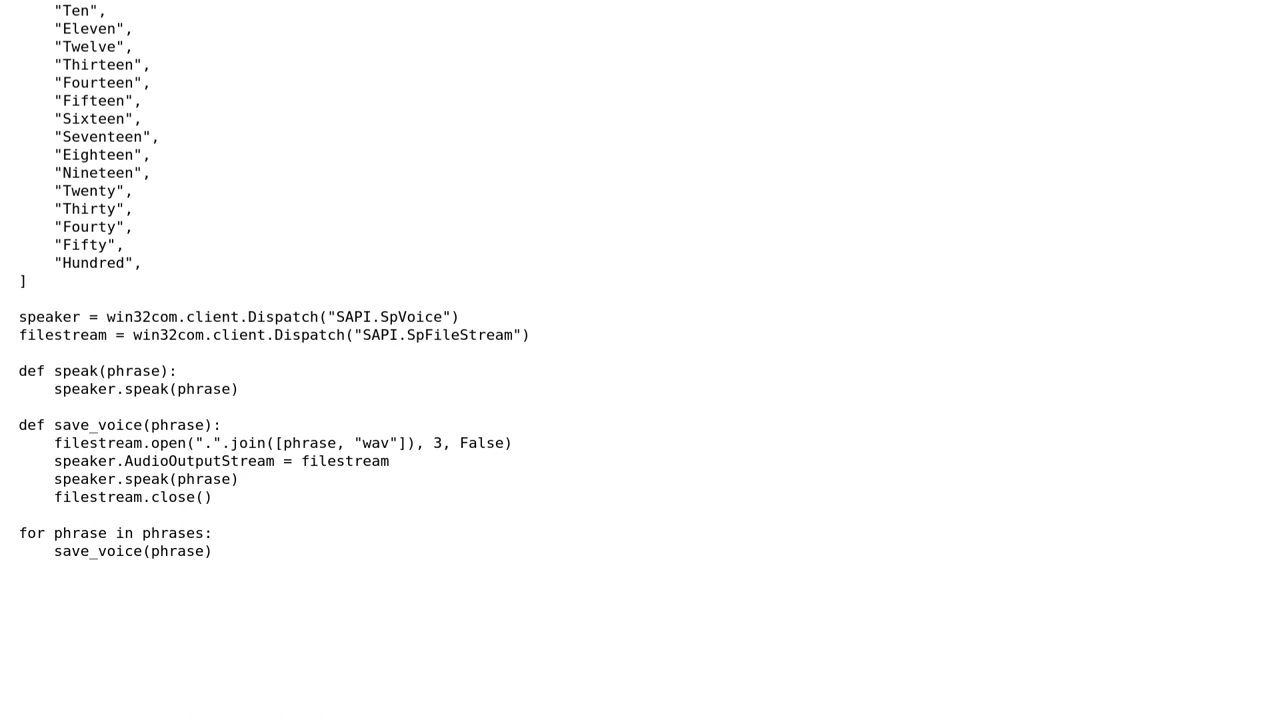 "Ten",
    "Eleven",
    "Twelve",
    "Thirteen",
    "Fourteen",
    "Fifteen",
    "Sixteen",
    "Seventeen",
    "Eighteen",
    "Nineteen",
    "Twenty",
    "Thirty",
    "Fourty",
    "Fifty",
    "Hundred",
]

speaker = win32com.client.Dispatch("SAPI.SpVoice")
filestream = win32com.client.Dispatch("SAPI.SpFileStream")

def speak(phrase):
    speaker.speak(phrase)

def save_voice(phrase):
    filestream.open(".".join([phrase, "wav"]), 3, False)
    speaker.AudioOutputStream = filestream
    speaker.speak(phrase)
    filestream.close()

for phrase in phrases:
    save_voice(phrase)